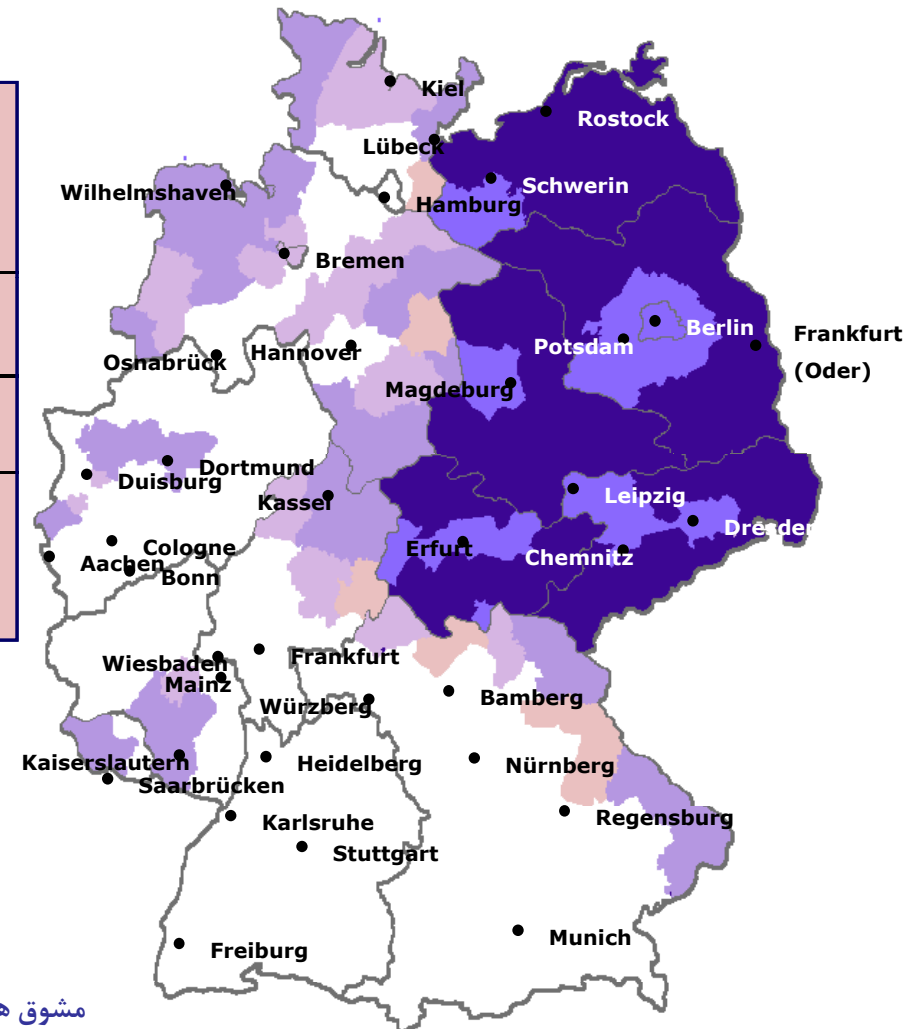 Kiel
Rostock
Lübeck
Schwerin
Wilhelmshaven
Hamburg
Bremen
Berlin
Frankfurt
(Oder)
Potsdam
Osnabrück
Hannover
Magdeburg
Dortmund
Duisburg
Kassel
Leipzig
Dresden
Cologne
Erfurt
Chemnitz
Aachen
Bonn
Frankfurt
Wiesbaden
Mainz
Bamberg
Würzberg
Kaiserslautern
Heidelberg
Nürnberg
Saarbrücken
Karlsruhe
Regensburg
Stuttgart
Freiburg
Munich
مشوق